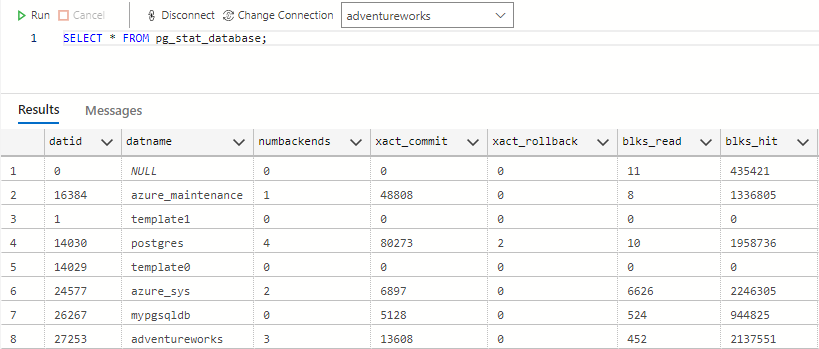 Run Cancel Disconnect Change Connection adventureworks
1 SELECT * FROM pg_stat_database;
Results Messages
datid datname numbackends xact_commit xact_rollback blks_read blks_hit
1 0 NULL 0 0 0 11 435421
2 16384 azure_maintenance 1 48808 0 8 1336805
3 1 template1 0 0 0 0 0
4 14030 postgres 4 80273 2 10 1958736
5 14029 template0 0 0 0 0 0
6 24577 azure_sys 2 6897 0 6626 2246305
7 26267 mypgsqldb 0 5128 0 524 944825
8 27253 adventureworks 3 13608 0 452 2137551